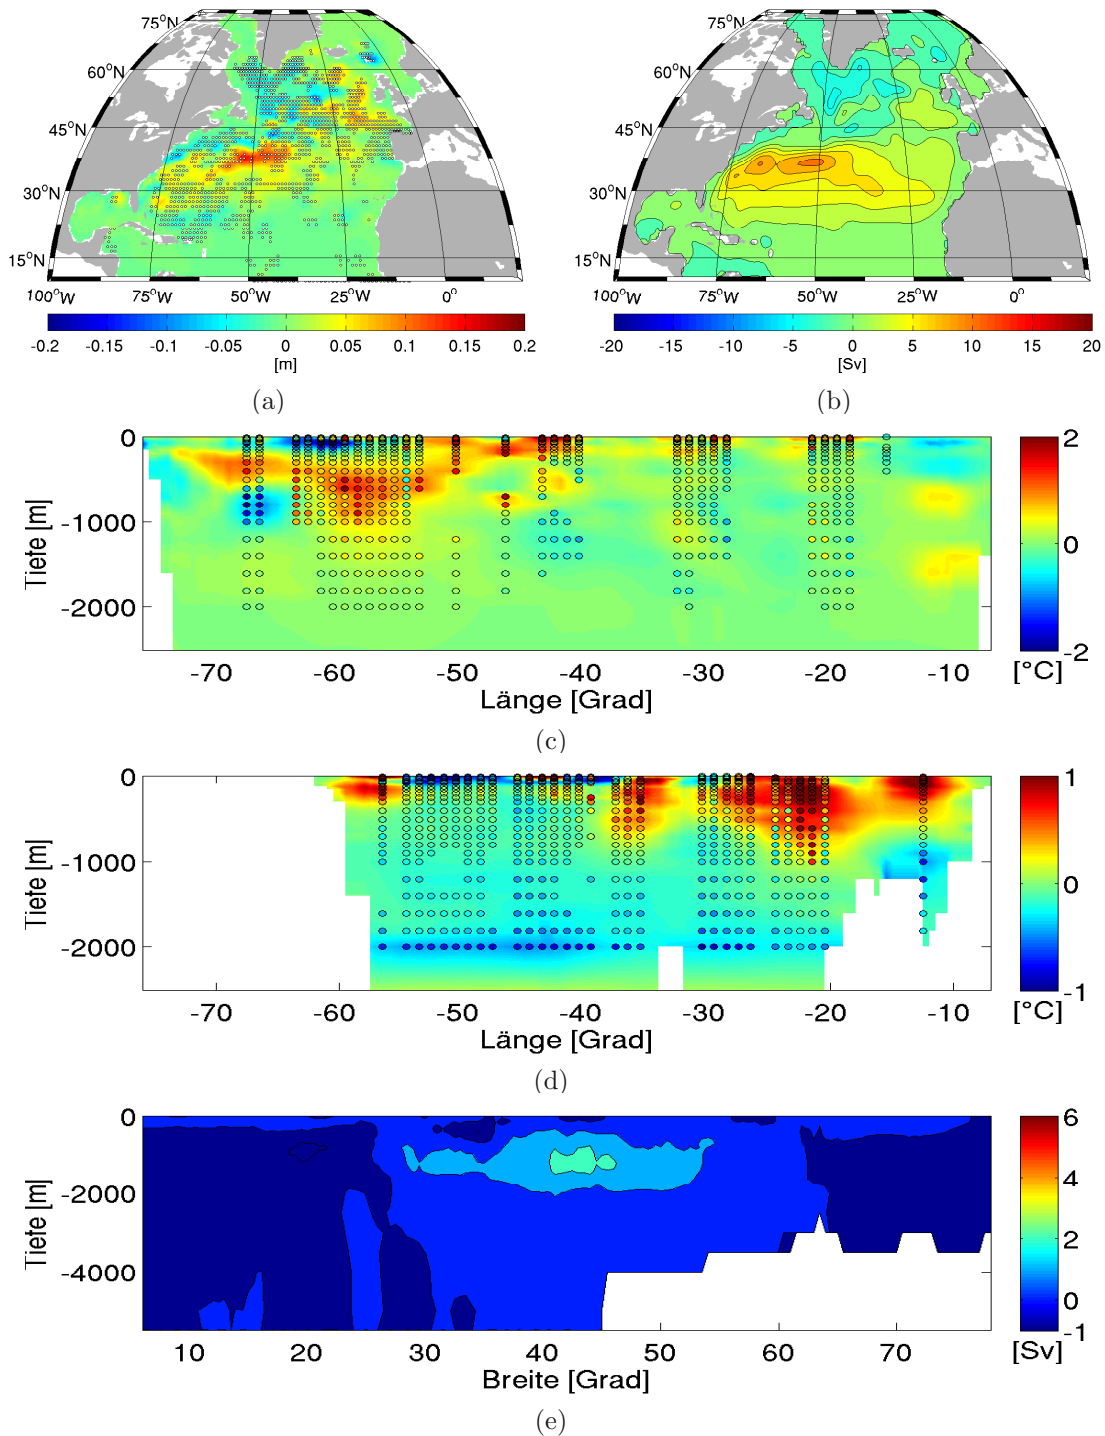 75°N
60°N
45°N
30°N
15°N
100°W 75°W 50°W 25°W 0°
-0.2 -0.15 -0.1 -0.05 0 0.05 0.1 0.15 0.2
[m]
(a)
75°N
60°N
45°N
30°N
15°N
100°W 75°W 50°W 25°W 0°
-20 -15 -10 -5 0 5 10 15 20
[Sv]
(b)
0
-1000
-2000
Tiefe [m]
-70 -60 -50 -40 -30 -20 -10
Länge [Grad]
2
0
-2
[°C]
(c)
0
-1000
-2000
Tiefe [m]
-70 -60 -50 -40 -30 -20 -10
Länge [Grad]
1
0
-1
[°C]
(d)
0
-2000
-4000
Tiefe [m]
10 20 30 40 50 60 70
Breite [Grad]
6
4
2
0
-1
[Sv]
(e)